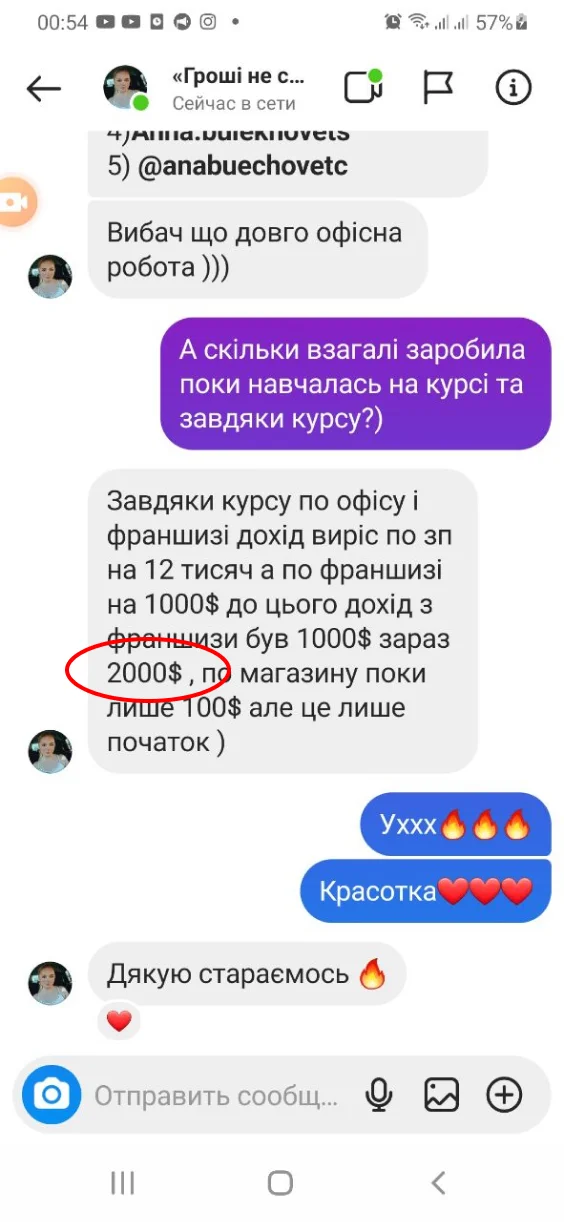 00:54
57%
«Гроші не с...
Сейчас в сети
4)Anna.bulekhovets
5) @anabuechovetc
Вибач що довго офісна
робота )))
А скільки взагалі заробила
поки навчалась на курсі та
завдяки курсу?)
Завдяки курсу по офісу і
франшизі дохід виріс по зп
на 12 тисяч а по франшизі
на 1000$ до цього дохід з
франшизи був 1000$ зараз
2000$ , по магазину поки
лише 100$ але це лише
початок )
Уххх🔥🔥🔥
Красотка❤️❤️❤️
Дякую стараємось 🔥
❤️
Отправить сообщ...